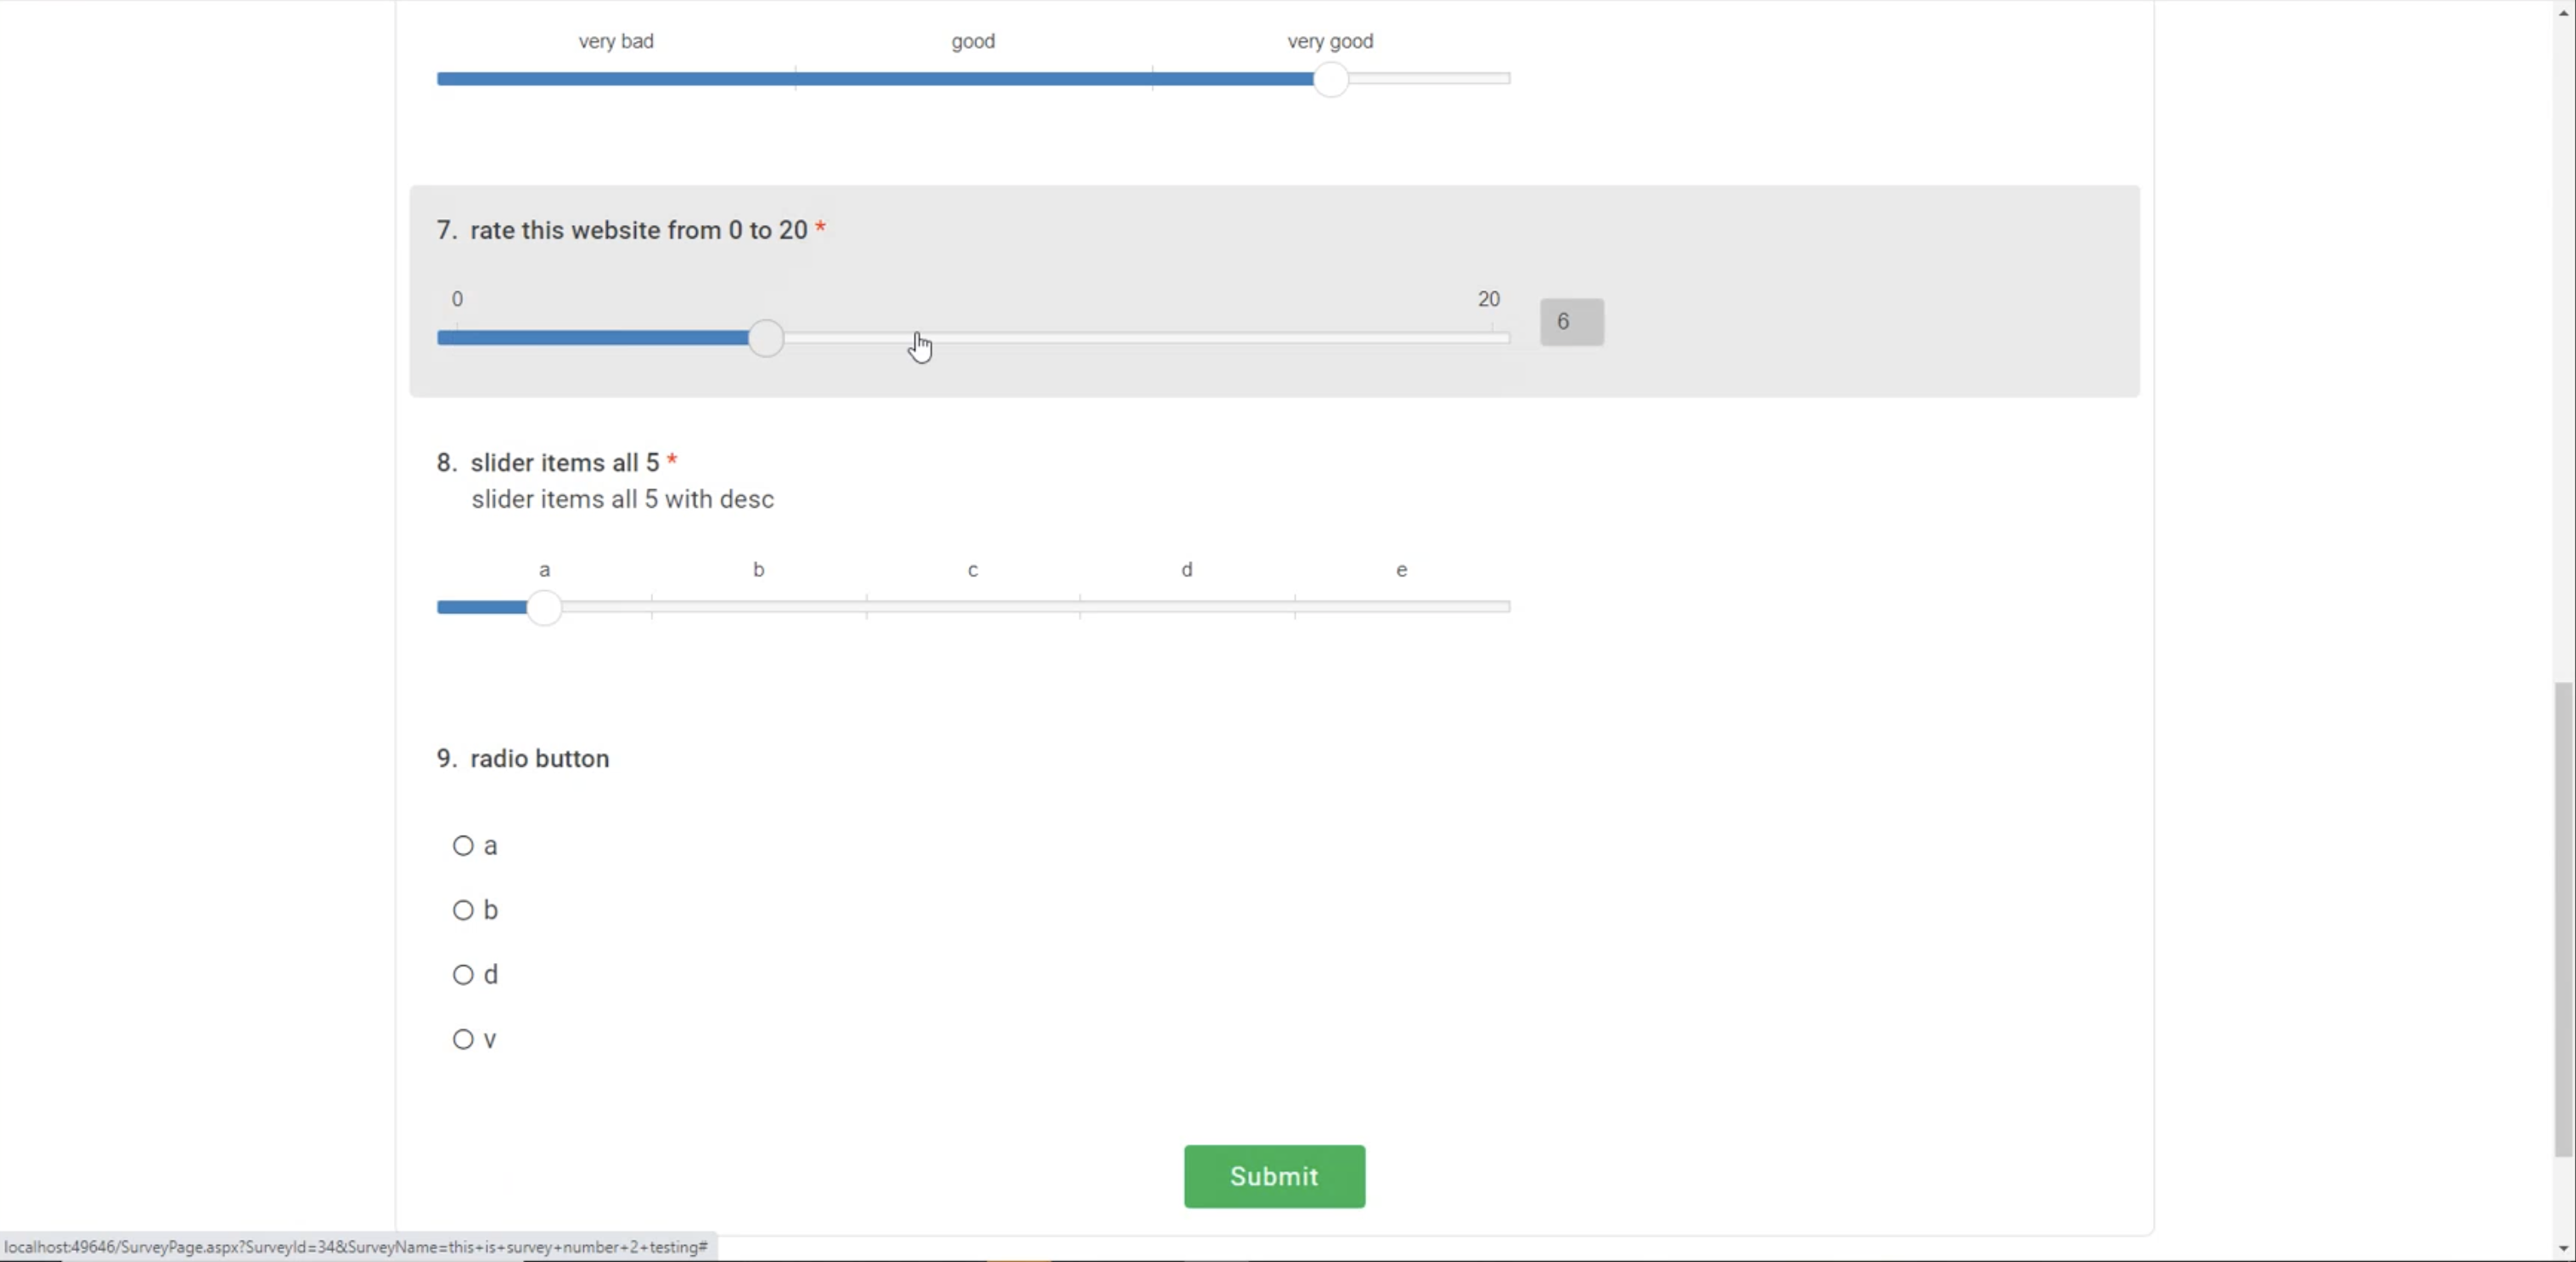 very bad good very good
7. rate this website from 0 to 20 *
0 20
6
8. slider items all 5 *
slider items all 5 with desc
a b c d e
9. radio button
a
b
d
v
Submit
localhost:49646/SurveyPage.aspx?SurveyId=34&SurveyName=this+is+survey+number+2+testing#